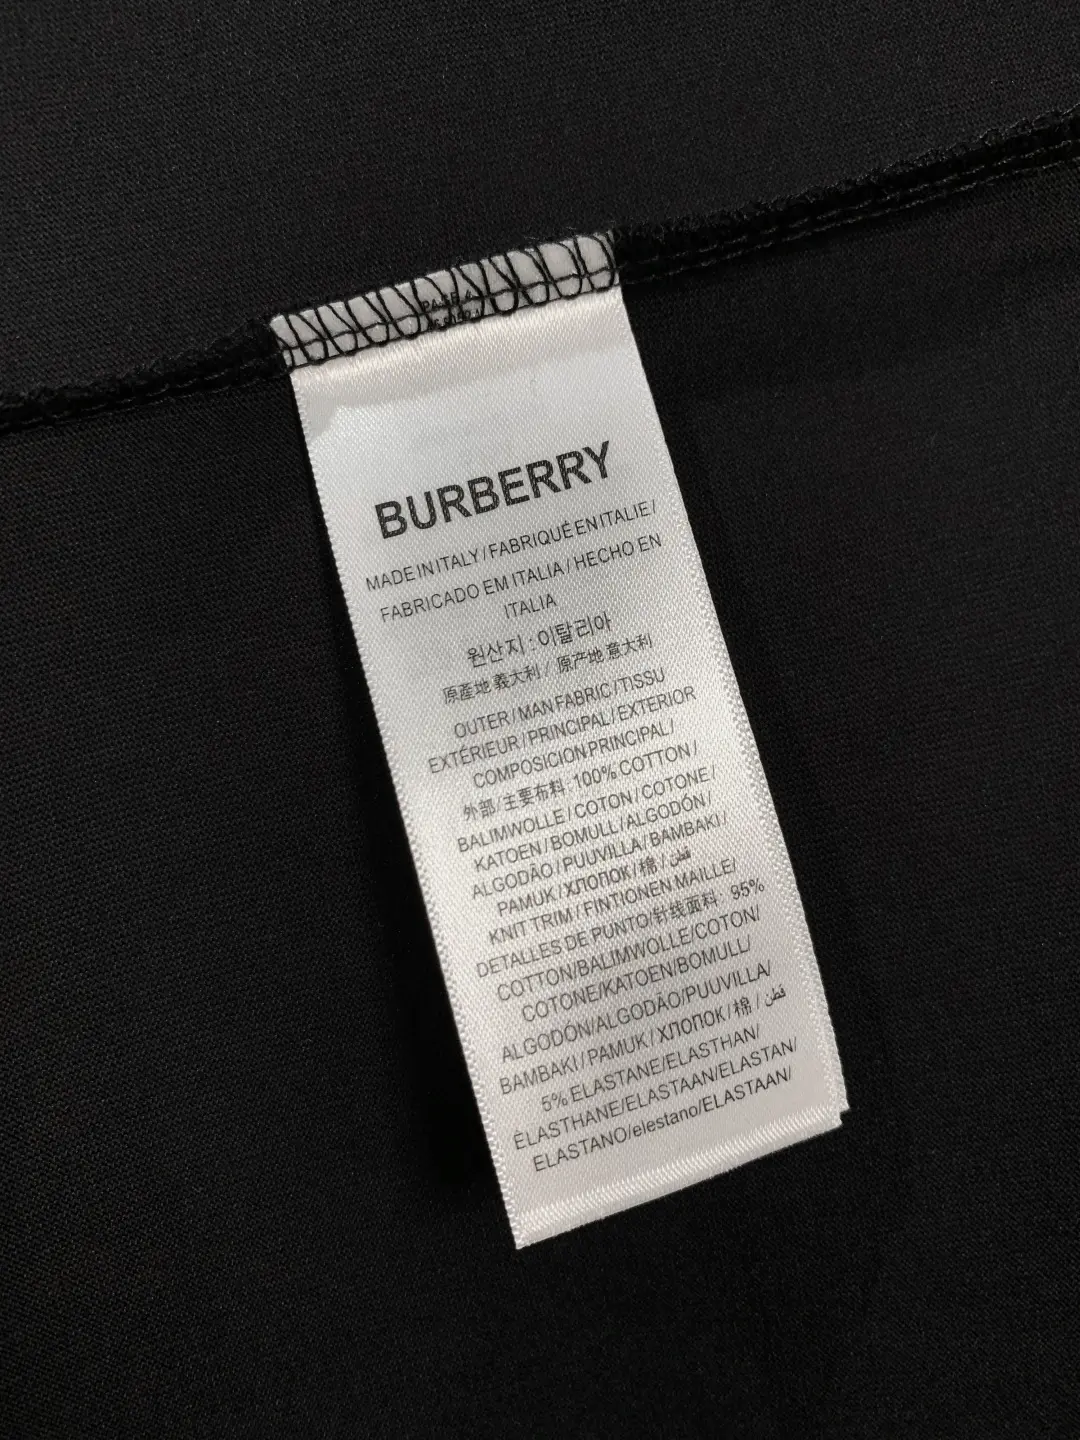 BURBERRY
MADE IN ITALY / FABRIQUÉ EN ITALIE /
FABRICADO EM ITALIA / HECHO EN
ITALIA
원산지 : 이탈리아
原產地 義大利 / 原产地 意大利
OUTER / MAN FABRIC / TISSU
EXTÉRIEUR / PRINCIPAL / EXTERIOR
COMPOSICION PRINCIPAL /
外部 / 主要布料 : 100% COTTON /
BALIMWOLLE / COTON / COTONE /
KATOEN / BOMULL / ALGODÓN /
ALGODÃO / PUUVILLA / BAMBAKI /
PAMUK / ХЛОПОК / 棉 / قطن
KNIT TRIM / FINTIONEN MAILLE /
DETALLES DE PUNTO/针线面料 95%
COTTON/BALIMWOLLE/COTON/
COTONE/KATOEN/BOMULL/
ALGODÓN/ALGODÃO/PUUVILLA/
BAMBAKI / PAMUK / ХЛОПОК / 棉 / قطن
5% ELASTANE/ELASTHAN/
ÉLASTHANE/ELASTAAN/ELASTAN/
ELASTANO/elestano/ELASTAAN/